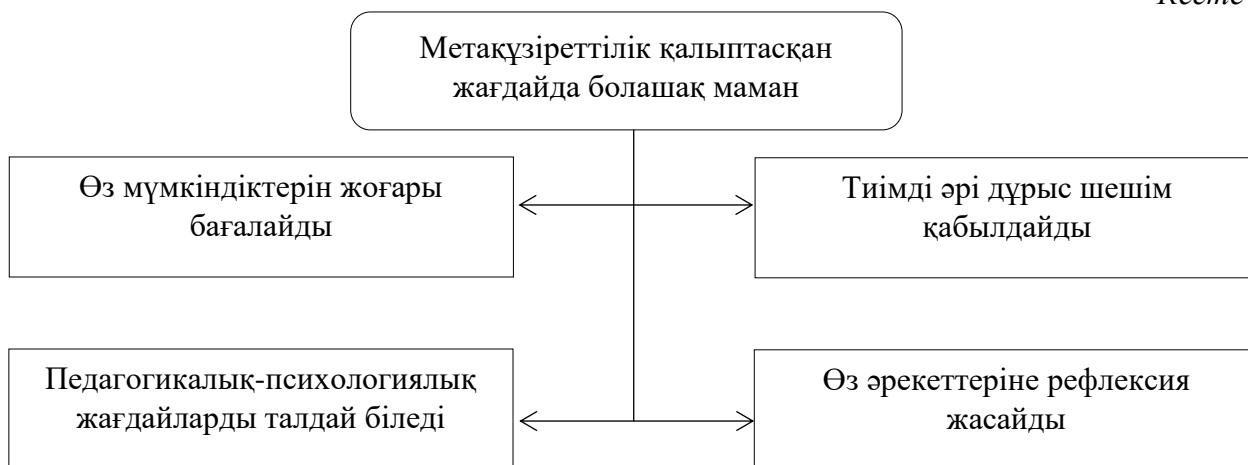 Метақұзіреттілік қалыптасқан
жағдайда болашақ маман
Өз мүмкіндіктерін жоғары
бағалайды
Тиімді әрі дұрыс шешім
қабылдайды
Педагогикалық-психологиялық
жағдайларды талдай біледі
Өз әрекеттеріне рефлексия
жасайды